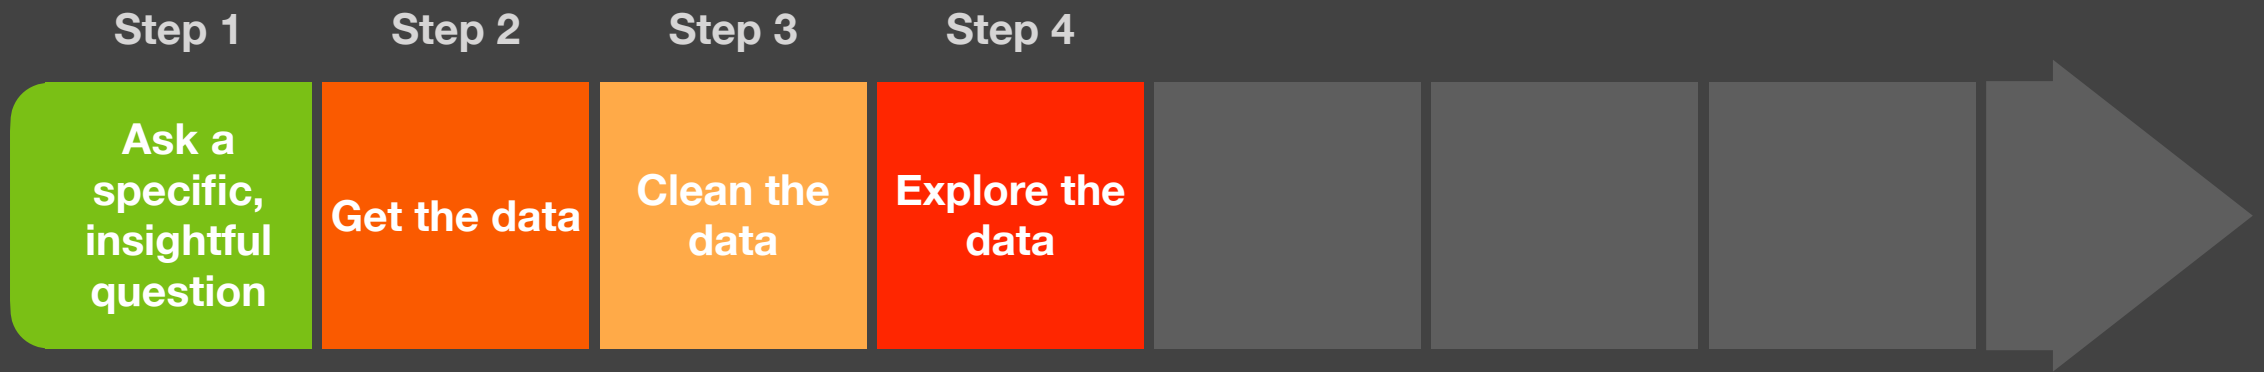 Step 1
Step 2
Step 3
Step 4
Ask a
specific,
insightful
question
Get the data
Clean the
data
Explore the
data